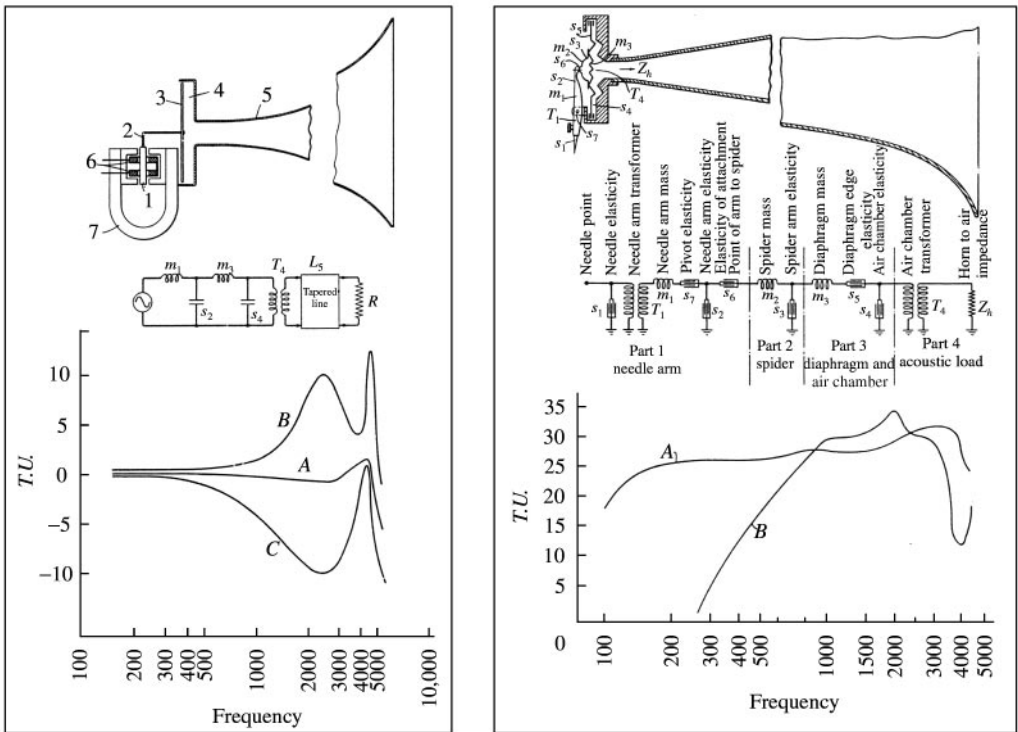 3
4
5
2
6
1
7
m1
m3
T4
L5
Tapered
line
s2
s4
R
10
5
0
−5
−10
T.U.
B
A
C
100
300
400
500
1000
2000
3000
4000
5000
10,000
Frequency
s5
s3
m2
s6
s2
m1
T1
s1
m3
Zh
T4
s4
s7
Needle point
Needle elasticity
Needle arm transformer
Needle arm mass
Pivot elasticity
Needle arm elasticity
Elasticity of attachment
Point of arm to spider
Spider mass
Spider arm elasticity
Diaphragm mass
Diaphragm edge
elasticity
Air chamber elasticity
Air chamber
transformer
Horn to air
impedance
s1
T1
m1
s7
s2
s6
m2
s3
m3
s5
s4
T4
Zh
Part 1
needle arm
Part 2
spider
Part 3
diaphragm and
air chamber
Part 4
acoustic load
35
30
25
20
15
10
5
0
T.U.
A
B
100
200
300
400
500
1000
1500
2000
3000
4000
5000
Frequency